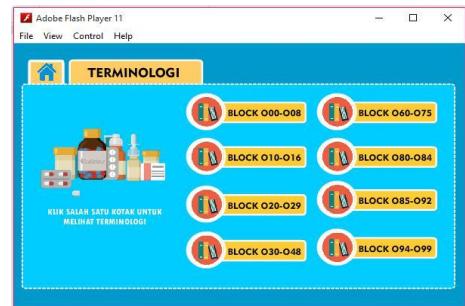 Adobe Flash Player 11
File View Control Help
TERMINOLOGI
BLOCK O00-O08
BLOCK O60-O75
BLOCK O10-O16
BLOCK O80-O84
BLOCK O20-O29
BLOCK O85-O92
BLOCK O30-O48
BLOCK O94-O99
KLIK SALAH SATU KOTAK UNTUK
MELIHAT TERMINOLOGI